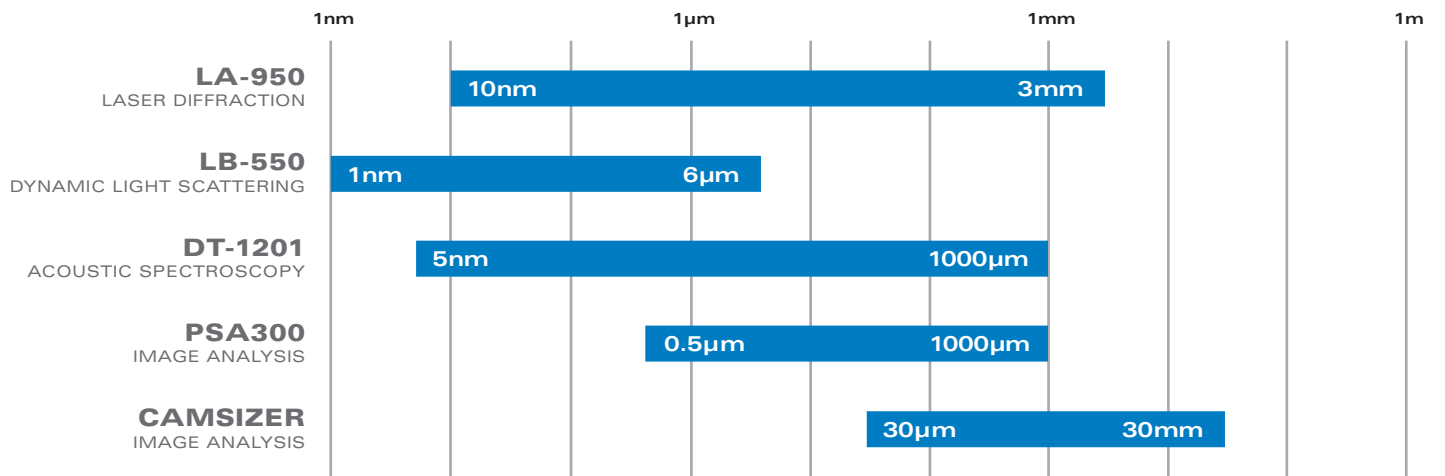 1nm 1µm 1mm 1m
LA-950
LASER DIFFRACTION
10nm 3mm
LB-550
DYNAMIC LIGHT SCATTERING
1nm 6µm
DT-1201
ACOUSTIC SPECTROSCOPY
5nm 1000µm
PSA300
IMAGE ANALYSIS
0.5µm 1000µm
CAMSIZER
IMAGE ANALYSIS
30µm 30mm